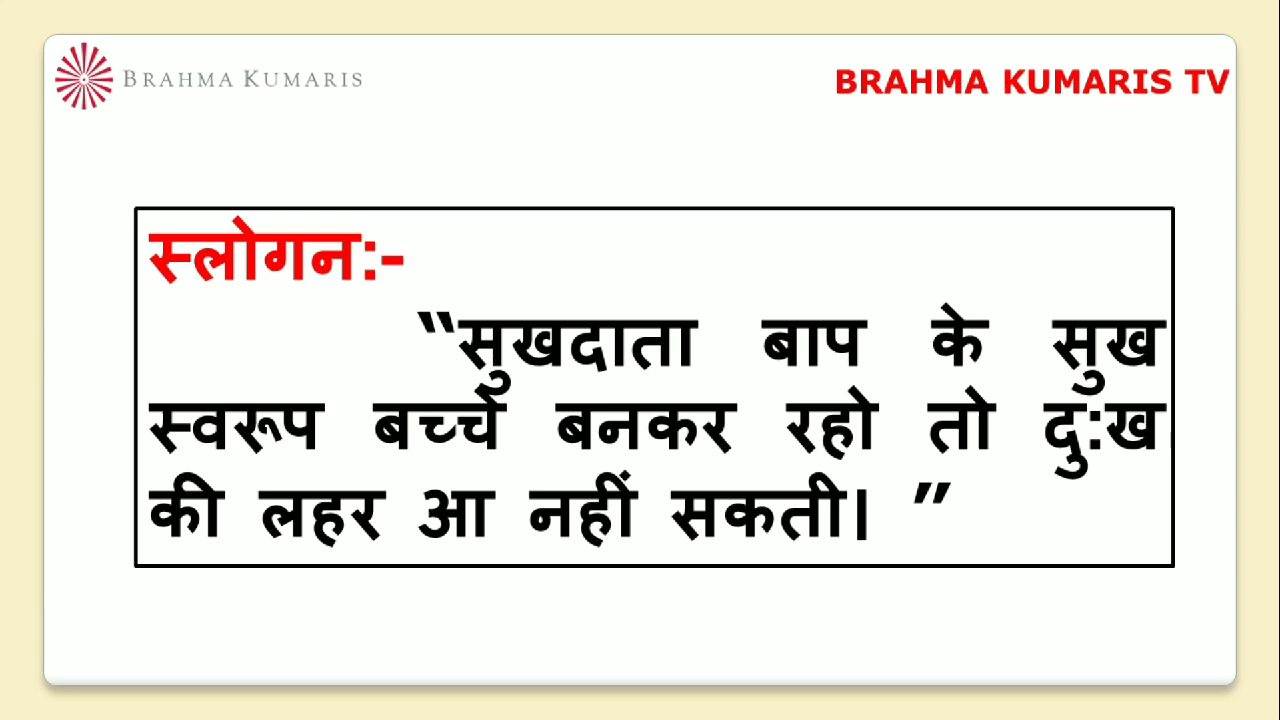 BRAHMA KUMARIS
BRAHMA KUMARIS TV
स्लोगन:-
“सुखदाता बाप के सुख
स्वरूप बच्चे बनकर रहो तो दु:ख
की लहर आ नहीं सकती। ”